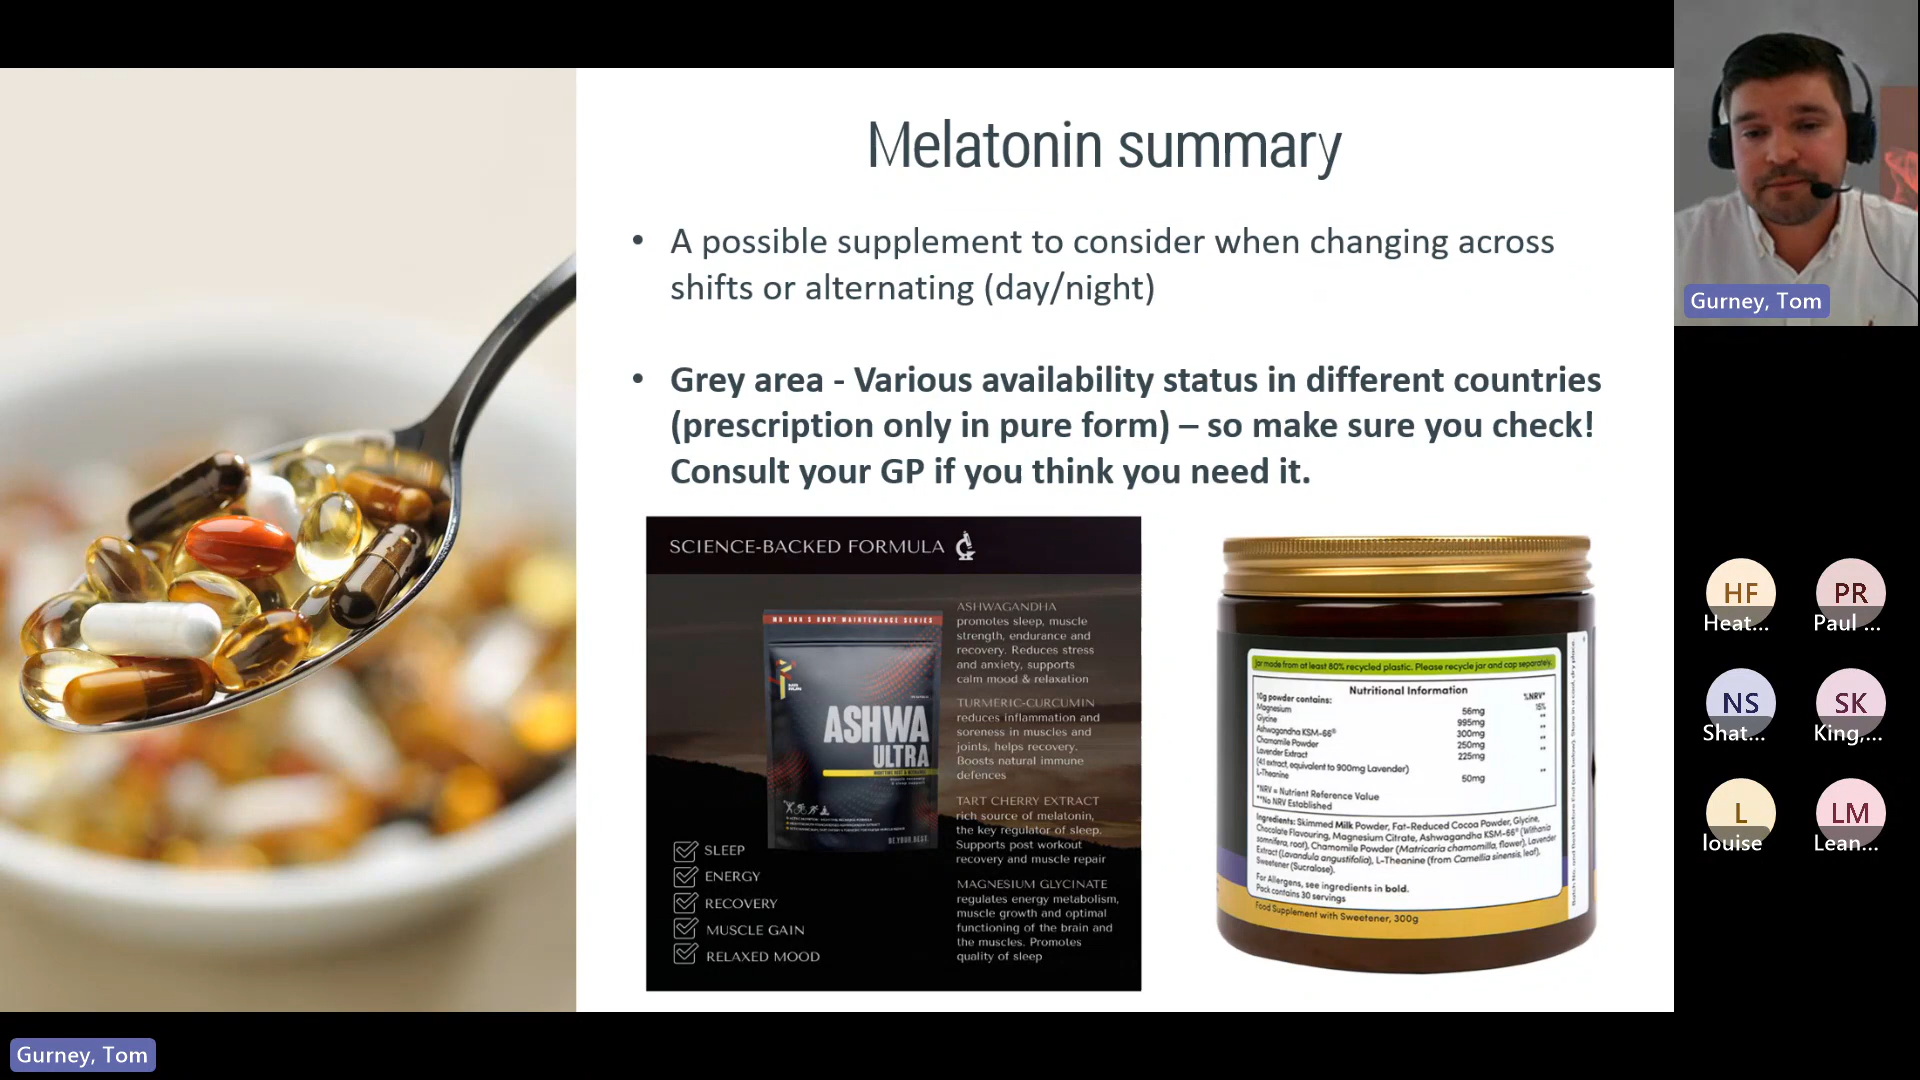 Melatonin summary
• A possible supplement to consider when changing across
shifts or alternating (day/night)
• Grey area - Various availability status in different countries
(prescription only in pure form) – so make sure you check!
Consult your GP if you think you need it.
SCIENCE-BACKED FORMULA
ASHWAGANDHA
promotes sleep, muscle
strength, endurance and
recovery. Reduces stress
and anxiety, supports
calm mood & relaxation
TURMERIC-CURCUMIN
reduces inflammation and
soreness in muscles and
joints, helps recovery.
Boosts natural immune
defences
TART CHERRY EXTRACT
rich source of melatonin,
the key regulator of sleep.
Supports post workout
recovery and muscle repair
MAGNESIUM GLYCINATE
regulates energy metabolism,
muscle growth and optimal
functioning of the brain and
the muscles. Promotes
quality of sleep
BODY MAINTENANCE SERIES
ASHWA
ULTRA
BE.YOUR.BEST.
SLEEP
ENERGY
RECOVERY
MUSCLE GAIN
RELAXED MOOD
Jar made from at least 80% recycled plastic. Please recycle jar and cap separately.
Nutritional Information
10g powder contains: %NRV*
Magnesium 56mg 15%
Glycine 995mg **
Ashwagandha KSM-66® 300mg **
Chamomile Powder 250mg **
Lavender Extract 225mg **
(4:1 extract, equivalent to 900mg Lavender)
L-Theanine 50mg **
*NRV = Nutrient Reference Value
**No NRV Established
Ingredients: Skimmed Milk Powder, Fat-Reduced Cocoa Powder, Glycine,
Chocolate Flavouring, Magnesium Citrate, Ashwagandha KSM-66® (Withania
somnifera, root), Chamomile Powder (Matricaria chamomilla, flower), Lavender
Extract (Lavandula angustifolia), L-Theanine (from Camellia sinensis, leaf),
Sweetener (Sucralose).
For Allergens, see ingredients in bold.
Pack contains 30 servings
Food Supplement with Sweetener, 300g
Gurney, Tom
HF
Heat...
PR
Paul ...
NS
Shat...
SK
King,...
L
louise
LM
Lean...
Gurney, Tom